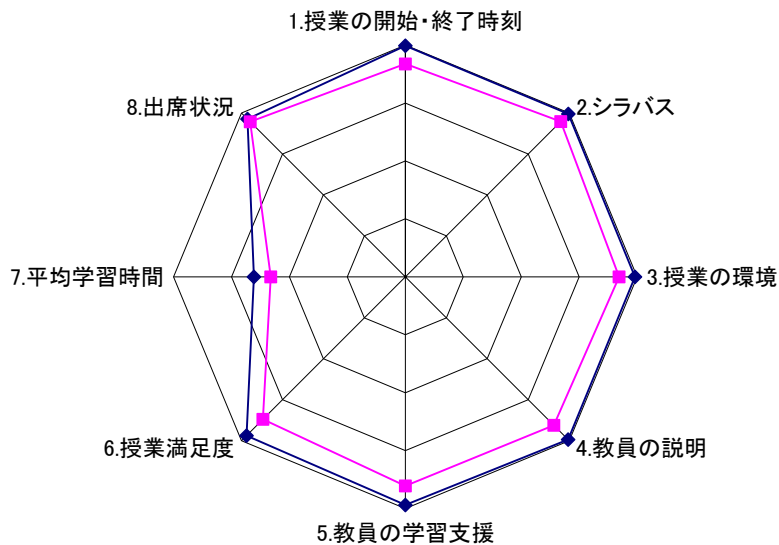 1.授業の開始・終了時刻
2.シラバス
3.授業の環境
4.教員の説明
5.教員の学習支援
6.授業満足度
7.平均学習時間
8.出席状況